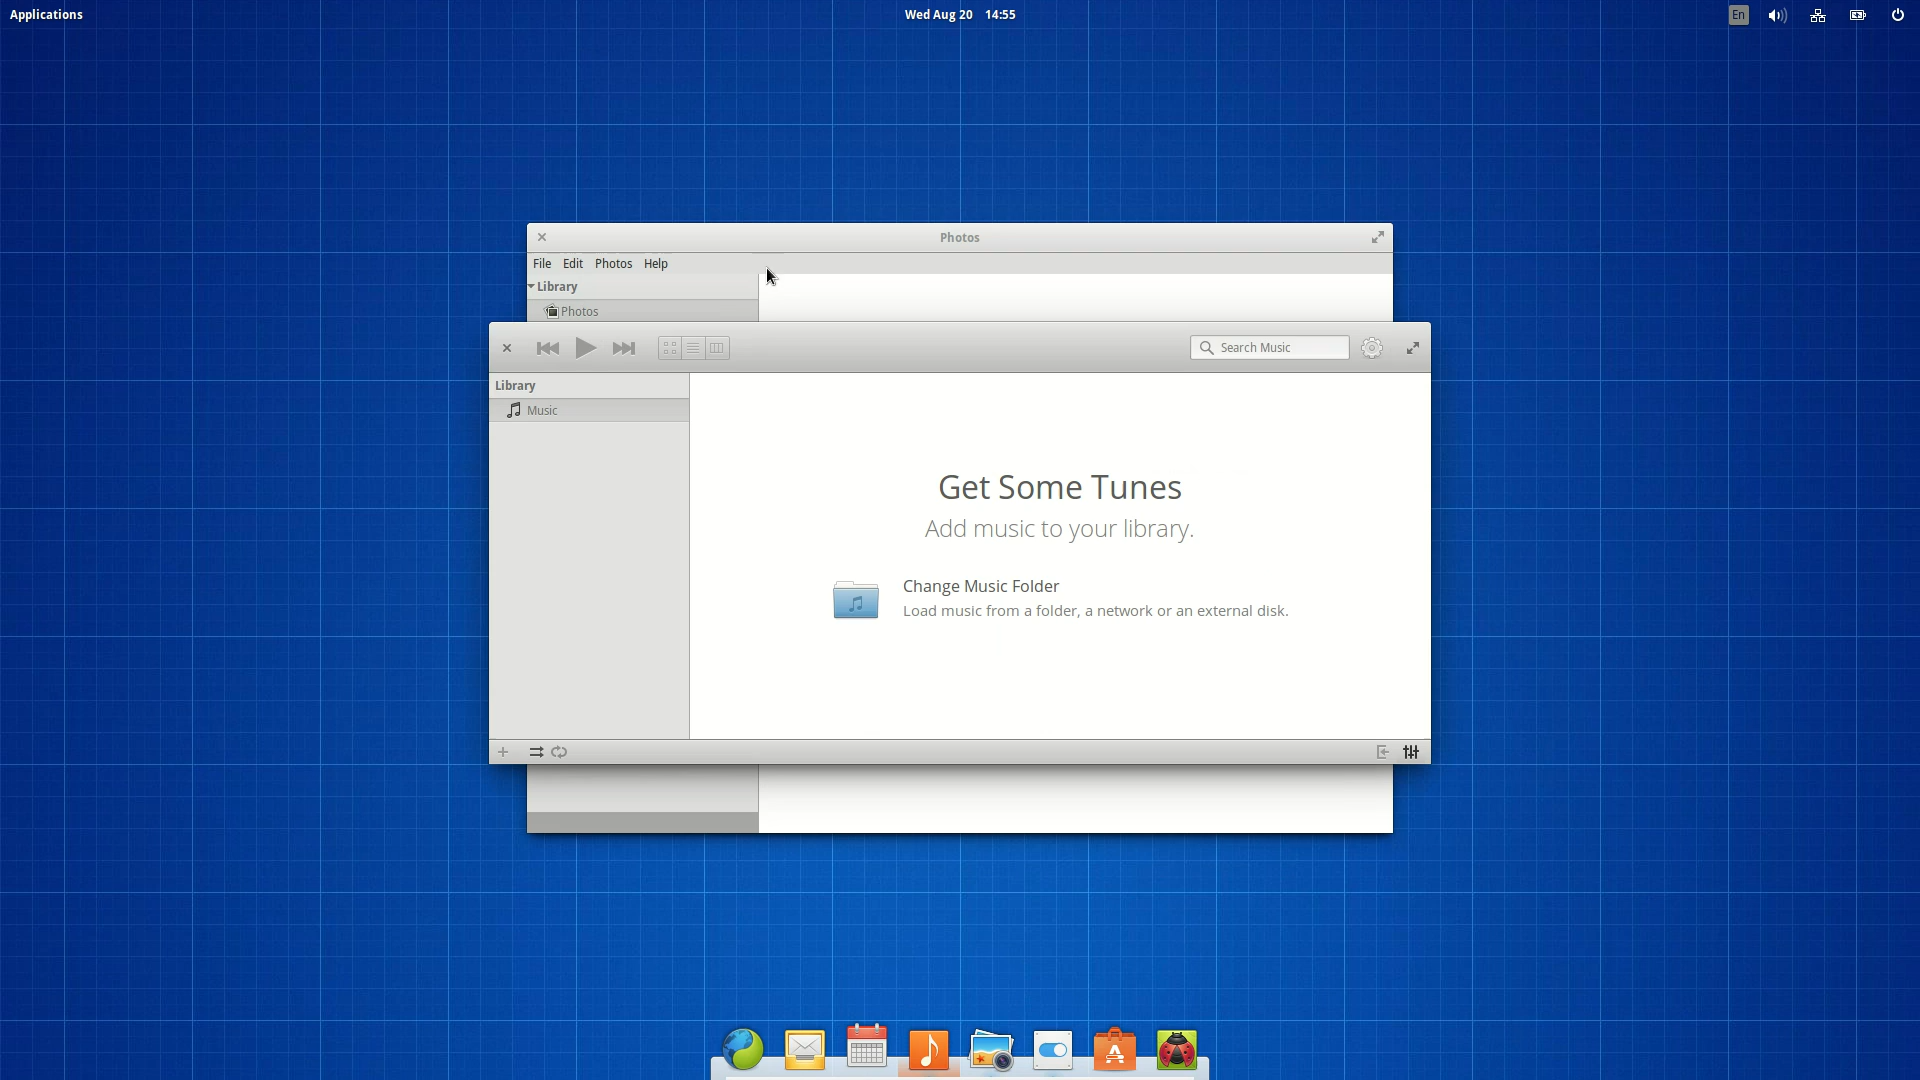 Applications
Wed Aug 20 14:55
En
Photos
File Edit Photos Help
Library
Photos
Search Music
Library
Music
Get Some Tunes
Add music to your library.
Change Music Folder
Load music from a folder, a network or an external disk.